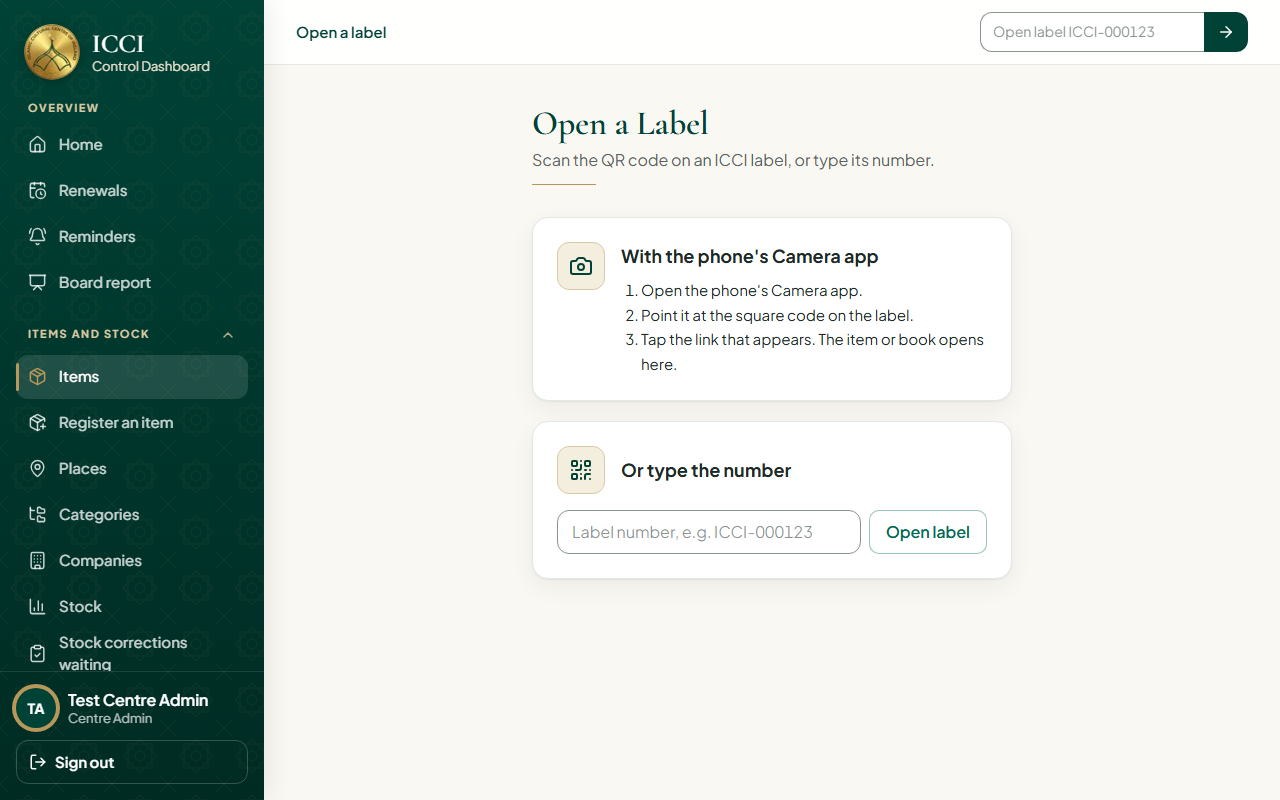 ICCI
Control Dashboard
OVERVIEW
Home
Renewals
Reminders
Board report
ITEMS AND STOCK
Items
Register an item
Places
Categories
Companies
Stock
Stock corrections
waiting
TA
Test Centre Admin
Centre Admin
Sign out
Open a label
Open label ICCI-000123
Open a Label
Scan the QR code on an ICCI label, or type its number.
With the phone's Camera app
1. Open the phone's Camera app.
2. Point it at the square code on the label.
3. Tap the link that appears. The item or book opens
here.
Or type the number
Label number, e.g. ICCI-000123
Open label